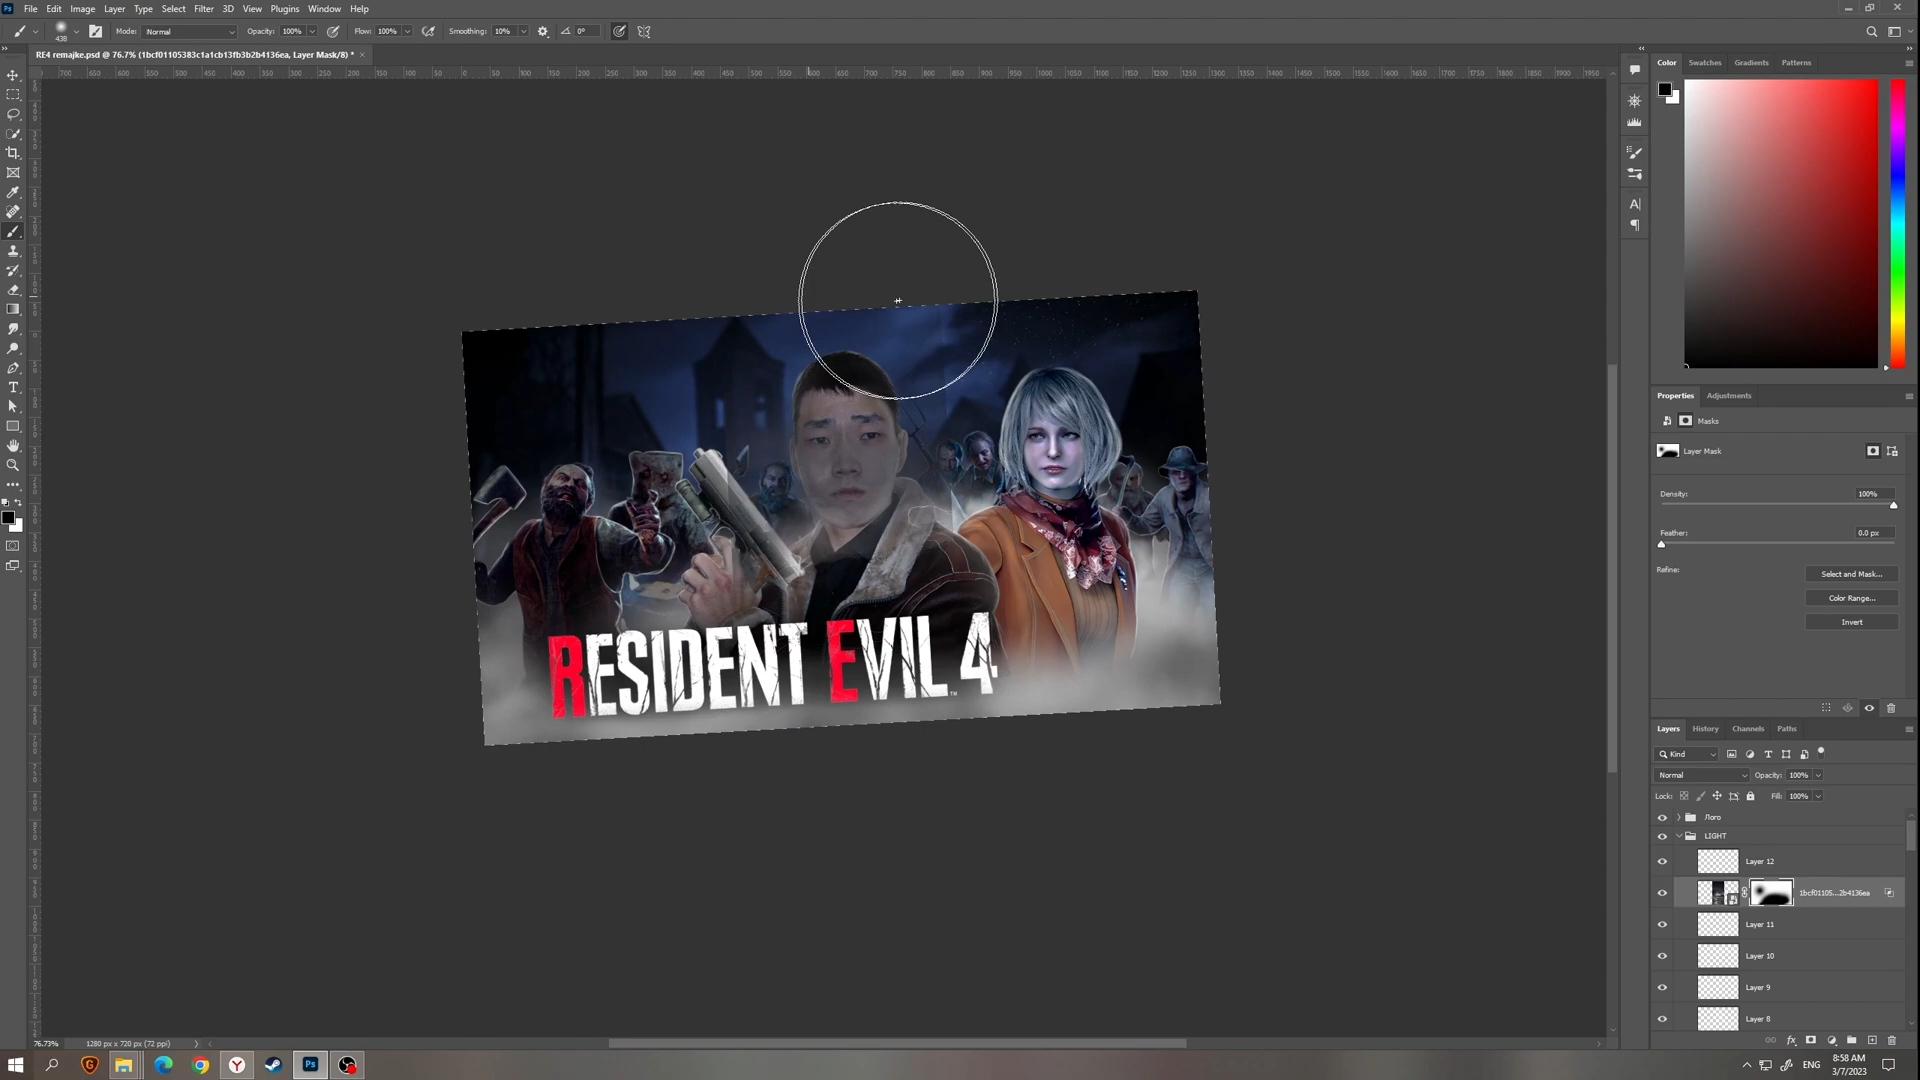 File Edit Image Layer Type Select Filter 3D View Plugins Window Help
438 Mode: Normal Opacity: 100% Flow: 100% Smoothing: 10% 0°
RE4 remajke.psd @ 76.7% (1bcf01105383c1a1cb13fb3b2b4136ea, Layer Mask/8) *
Color Swatches Gradients Patterns
Properties Adjustments
Masks
Layer Mask
Density: 100%
Feather: 0.0 px
Refine:
Select and Mask...
Color Range...
Invert
RESIDENT EVIL 4
TM
Layers History Channels Paths
Kind
Normal Opacity: 100%
Lock: Fill: 100%
Лого
LIGHT
Layer 12
1bcf01105...2b4136ea
Layer 11
Layer 10
Layer 9
Layer 8
76.73% 1280 px x 720 px (72 ppi)
ENG 8:58 AM
3/7/2023